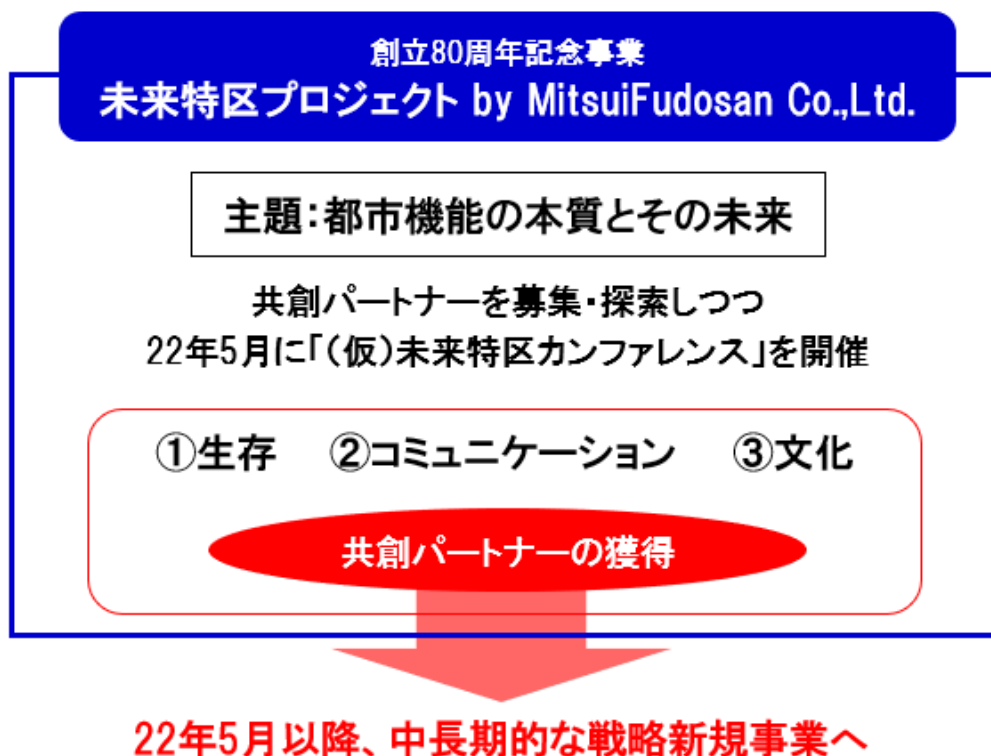 創立80周年記念事業
未来特区プロジェクト by MitsuiFudosan Co.,Ltd.
主題：都市機能の本質とその未来
共創パートナーを募集・探索しつつ
22年5月に「（仮）未来特区カンファレンス」を開催
①生存 ②コミュニケーション ③文化
共創パートナーの獲得
22年5月以降、中長期的な戦略新規事業へ